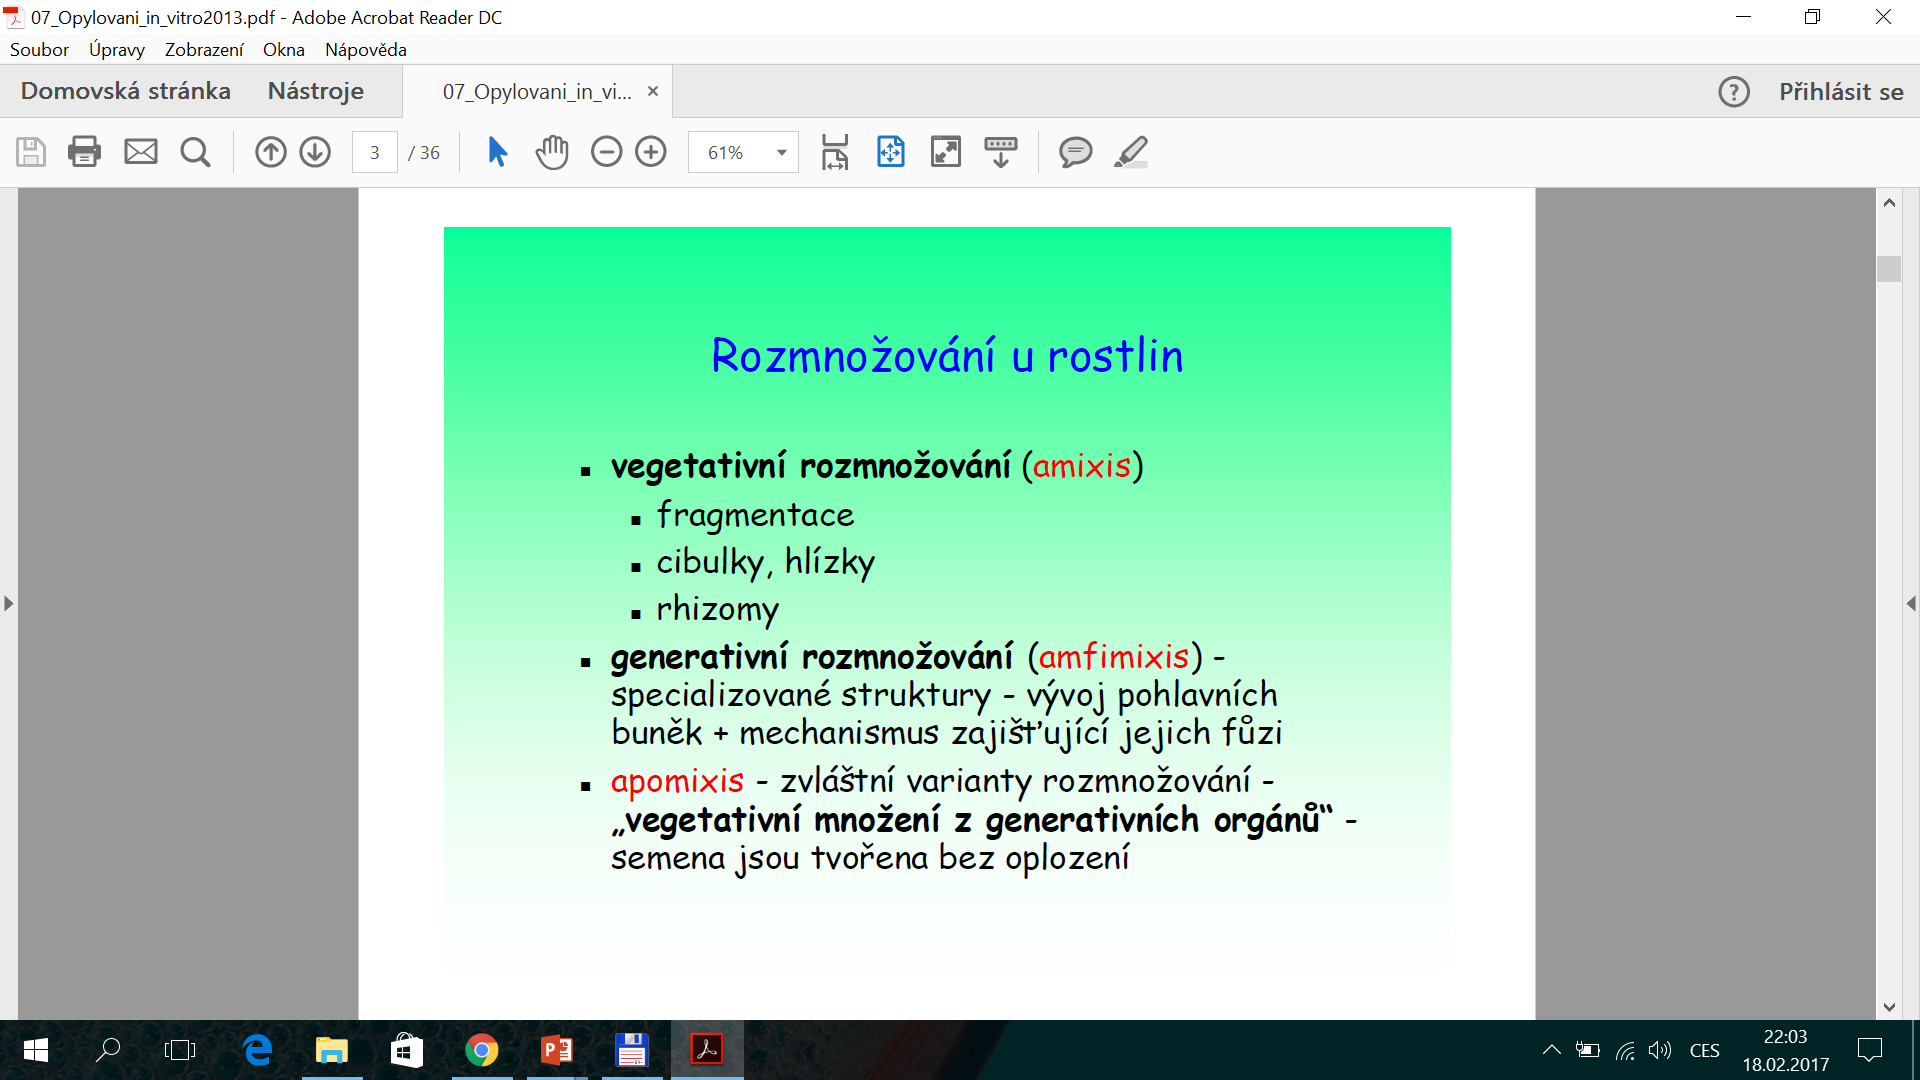 07_Opylovani_in_vitro2013.pdf - Adobe Acrobat Reader DC
Soubor Úpravy Zobrazení Okna Nápověda
Domovská stránka Nástroje 07_Opylovani_in_vi... × ? Přihlásit se
3 / 36 61%
Rozmnožování u rostlin
▪ vegetativní rozmnožování (amixis)
▪ fragmentace
▪ cibulky, hlízky
▪ rhizomy
▪ generativní rozmnožování (amfimixis) -
specializované struktury - vývoj pohlavních
buněk + mechanismus zajišťující jejich fůzi
▪ apomixis - zvláštní varianty rozmnožování -
„vegetativní množení z generativních orgánů“ -
semena jsou tvořena bez oplození
CES
22:03
18.02.2017